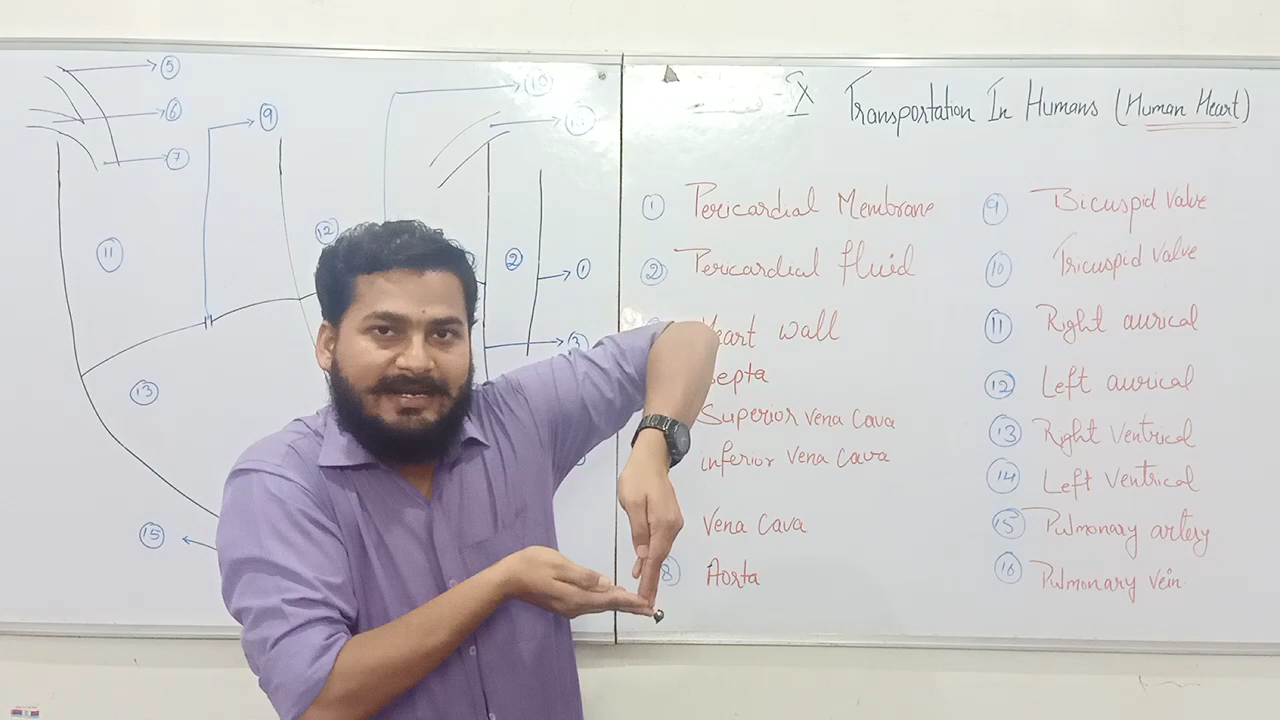 5
6
7
9
10
16
11
12
2
1
3
13
15
X Transportation In Humans (Human Heart)
1 Pericardial Membrane
2 Pericardial fluid
Heart wall
Septa
Superior Vena Cava
inferior Vena Cava
Vena Cava
8 Aorta
9 Bicuspid Valve
10 Tricuspid Valve
11 Right aurical
12 Left aurical
13 Right Ventrical
14 Left Ventrical
15 Pulmonary artery
16 Pulmonary Vein